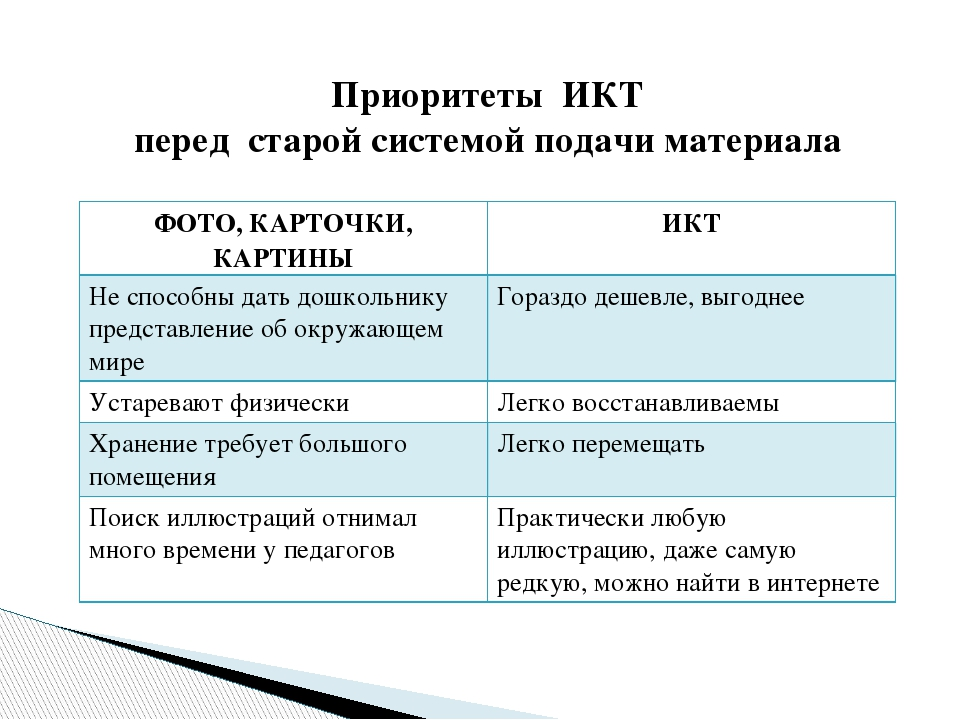 Приоритеты ИКТ
перед старой системой подачи материала
ФОТО, КАРТОЧКИ,
КАРТИНЫ
ИКТ
Не способны дать дошкольнику
представление об окружающем
мире
Гораздо дешевле, выгоднее
Устаревают физически
Легко восстанавливаемы
Хранение требует большого
помещения
Легко перемещать
Поиск иллюстраций отнимал
много времени у педагогов
Практически любую
иллюстрацию, даже самую
редкую, можно найти в интернете